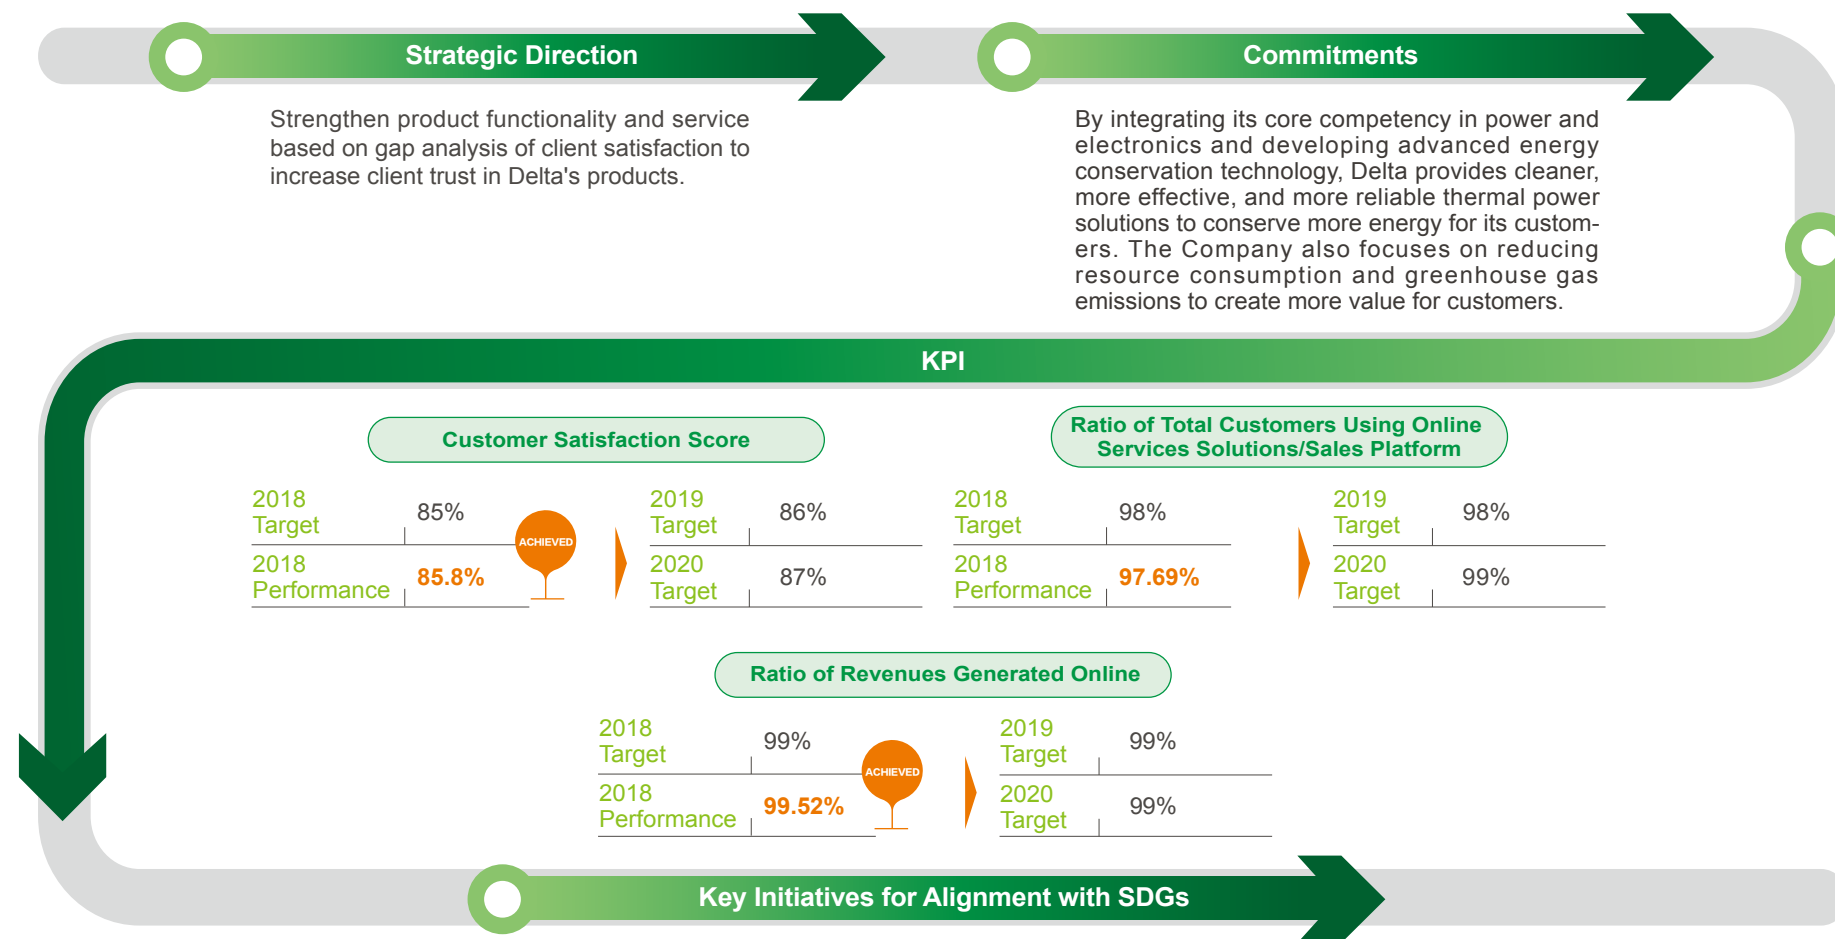 Strategic Direction
Strengthen product functionality and service
based on gap analysis of client satisfaction to
increase client trust in Delta's products.
Commitments
By integrating its core competency in power and
electronics and developing advanced energy
conservation technology, Delta provides cleaner,
more effective, and more reliable thermal power
solutions to conserve more energy for its custom-
ers. The Company also focuses on reducing
resource consumption and greenhouse gas
emissions to create more value for customers.
KPI
Customer Satisfaction Score
2018
Target
85%
2018
Performance
85.8%
ACHIEVED
2019
Target
86%
2020
Target
87%
Ratio of Total Customers Using Online
Services Solutions/Sales Platform
2018
Target
98%
2018
Performance
97.69%
2019
Target
98%
2020
Target
99%
Ratio of Revenues Generated Online
2018
Target
99%
2018
Performance
99.52%
ACHIEVED
2019
Target
99%
2020
Target
99%
Key Initiatives for Alignment with SDGs